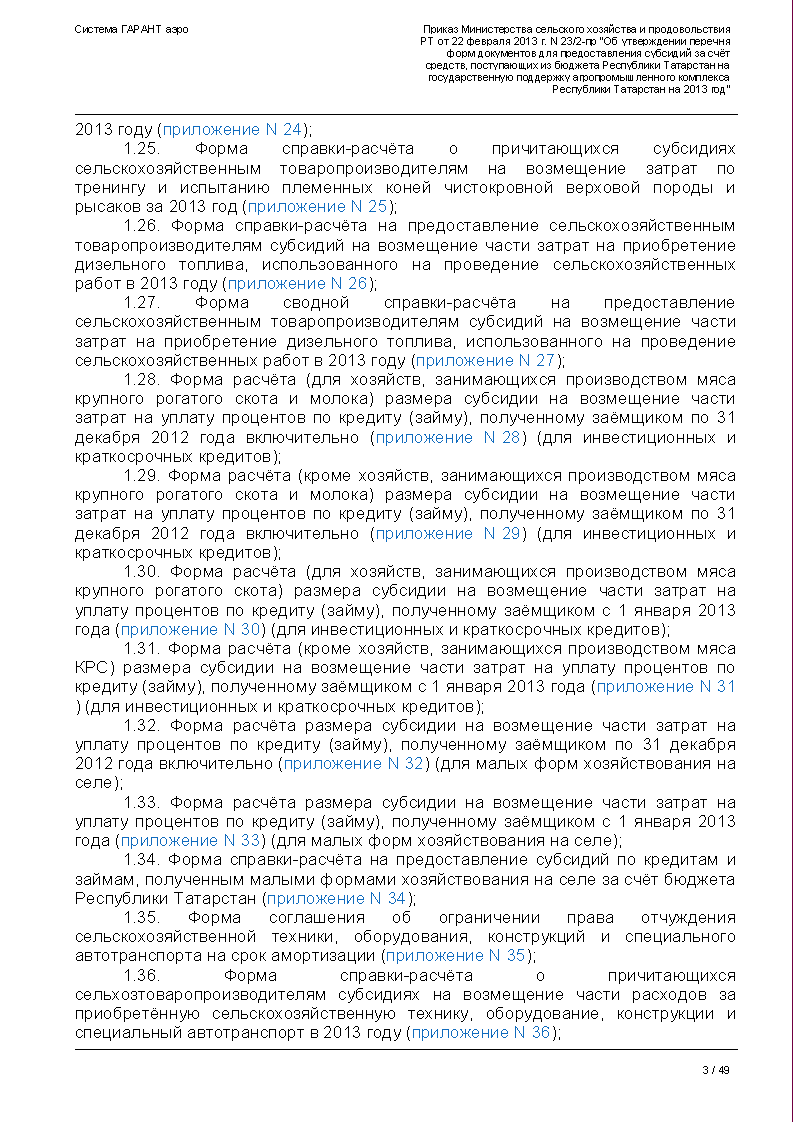 Система ГАРАНТ аэро
Приказ Министерства сельского хозяйства и продовольствия
РТ от 22 февраля 2013 г. N 23/2-пр "Об утверждении перечня
форм документов для предоставления субсидий за счёт
средств, поступающих из бюджета Республики Татарстан на
государственную поддержку агропромышленного комплекса
Республики Татарстан на 2013 год"
2013 году (приложение N 24);
1.25. Форма справки-расчёта о причитающихся субсидиях
сельскохозяйственным товаропроизводителям на возмещение затрат по
тренингу и испытанию племенных коней чистокровной верховой породы и
рысаков за 2013 год (приложение N 25);
1.26. Форма справки-расчёта на предоставление сельскохозяйственным
товаропроизводителям субсидий на возмещение части затрат на приобретение
дизельного топлива, использованного на проведение сельскохозяйственных
работ в 2013 году (приложение N 26);
1.27. Форма сводной справки-расчёта на предоставление
сельскохозяйственным товаропроизводителям субсидий на возмещение части
затрат на приобретение дизельного топлива, использованного на проведение
сельскохозяйственных работ в 2013 году (приложение N 27);
1.28. Форма расчёта (для хозяйств, занимающихся производством мяса
крупного рогатого скота и молока) размера субсидии на возмещение части
затрат на уплату процентов по кредиту (займу), полученному заёмщиком по 31
декабря 2012 года включительно (приложение N 28) (для инвестиционных и
краткосрочных кредитов);
1.29. Форма расчёта (кроме хозяйств, занимающихся производством мяса
крупного рогатого скота и молока) размера субсидии на возмещение части
затрат на уплату процентов по кредиту (займу), полученному заёмщиком по 31
декабря 2012 года включительно (приложение N 29) (для инвестиционных и
краткосрочных кредитов);
1.30. Форма расчёта (для хозяйств, занимающихся производством мяса
крупного рогатого скота) размера субсидии на возмещение части затрат на
уплату процентов по кредиту (займу), полученному заёмщиком с 1 января 2013
года (приложение N 30) (для инвестиционных и краткосрочных кредитов);
1.31. Форма расчёта (кроме хозяйств, занимающихся производством мяса
КРС) размера субсидии на возмещение части затрат на уплату процентов по
кредиту (займу), полученному заёмщиком с 1 января 2013 года (приложение N 31
) (для инвестиционных и краткосрочных кредитов);
1.32. Форма расчёта размера субсидии на возмещение части затрат на
уплату процентов по кредиту (займу), полученному заёмщиком по 31 декабря
2012 года включительно (приложение N 32) (для малых форм хозяйствования на
селе);
1.33. Форма расчёта размера субсидии на возмещение части затрат на
уплату процентов по кредиту (займу), полученному заёмщиком с 1 января 2013
года (приложение N 33) (для малых форм хозяйствования на селе);
1.34. Форма справки-расчёта на предоставление субсидий по кредитам и
займам, полученным малыми формами хозяйствования на селе за счёт бюджета
Республики Татарстан (приложение N 34);
1.35. Форма соглашения об ограничении права отчуждения
сельскохозяйственной техники, оборудования, конструкций и специального
автотранспорта на срок амортизации (приложение N 35);
1.36. Форма справки-расчёта о причитающихся
сельхозтоваропроизводителям субсидиях на возмещение части расходов за
приобретённую сельскохозяйственную технику, оборудование, конструкции и
специальный автотранспорт в 2013 году (приложение N 36);
3 / 49